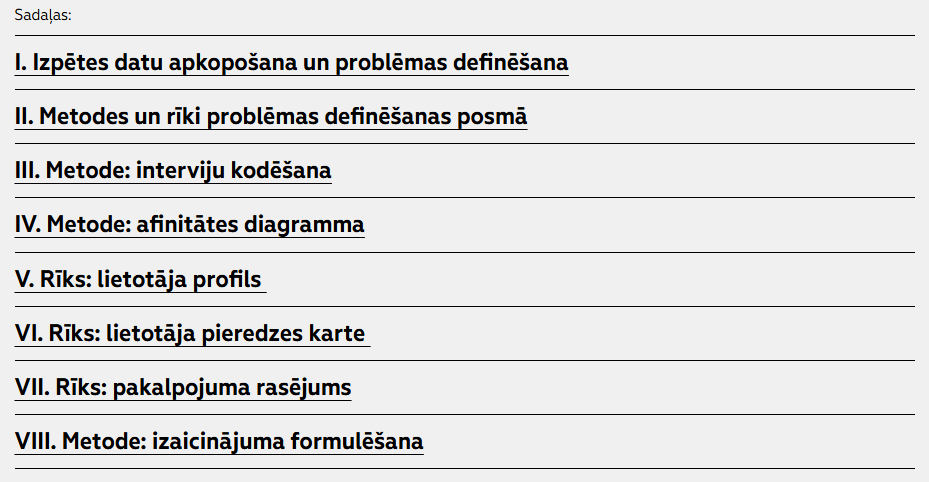 Sadaļas:
I. Izpētes datu apkopošana un problēmas definēšana
II. Metodes un rīki problēmas definēšanas posmā
III. Metode: interviju kodēšana
IV. Metode: afinitātes diagramma
V. Rīks: lietotāja profils
VI. Rīks: lietotāja pieredzes karte
VII. Rīks: pakalpojuma rasējums
VIII. Metode: izaicinājuma formulēšana